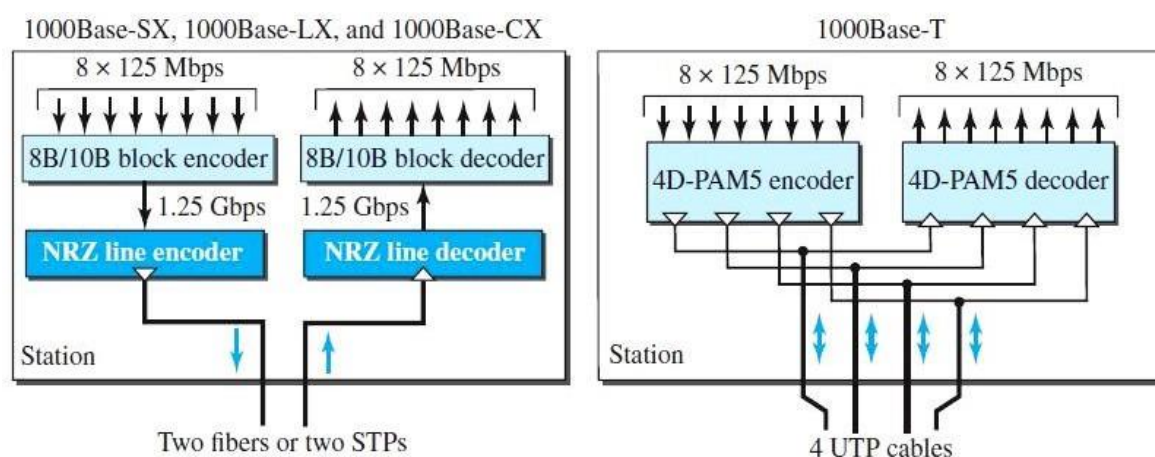 1000Base-SX, 1000Base-LX, and 1000Base-CX
8 × 125 Mbps
8 × 125 Mbps
8B/10B block encoder
8B/10B block decoder
1.25 Gbps
1.25 Gbps
NRZ line encoder
NRZ line decoder
Station
Two fibers or two STPs
1000Base-T
8 × 125 Mbps
8 × 125 Mbps
4D-PAM5 encoder
4D-PAM5 decoder
Station
4 UTP cables